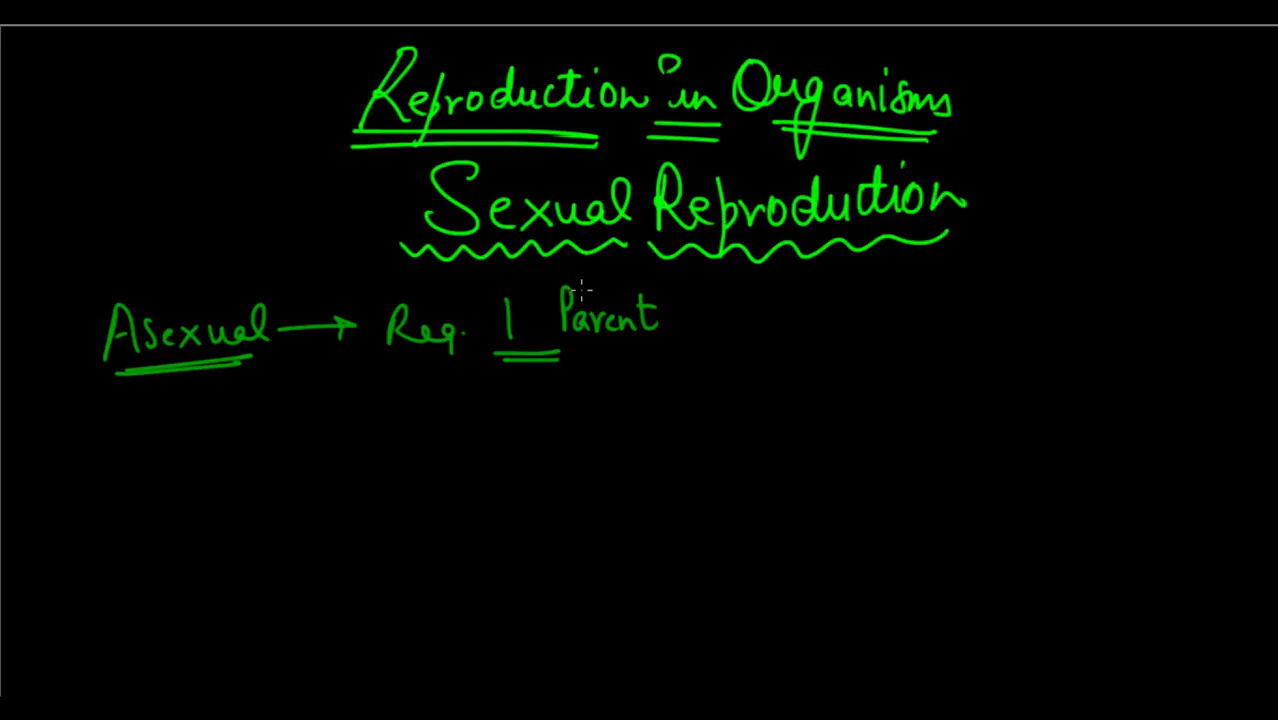 Reproduction in Organisms
Sexual Reproduction
Asexual → Req. 1 Parent